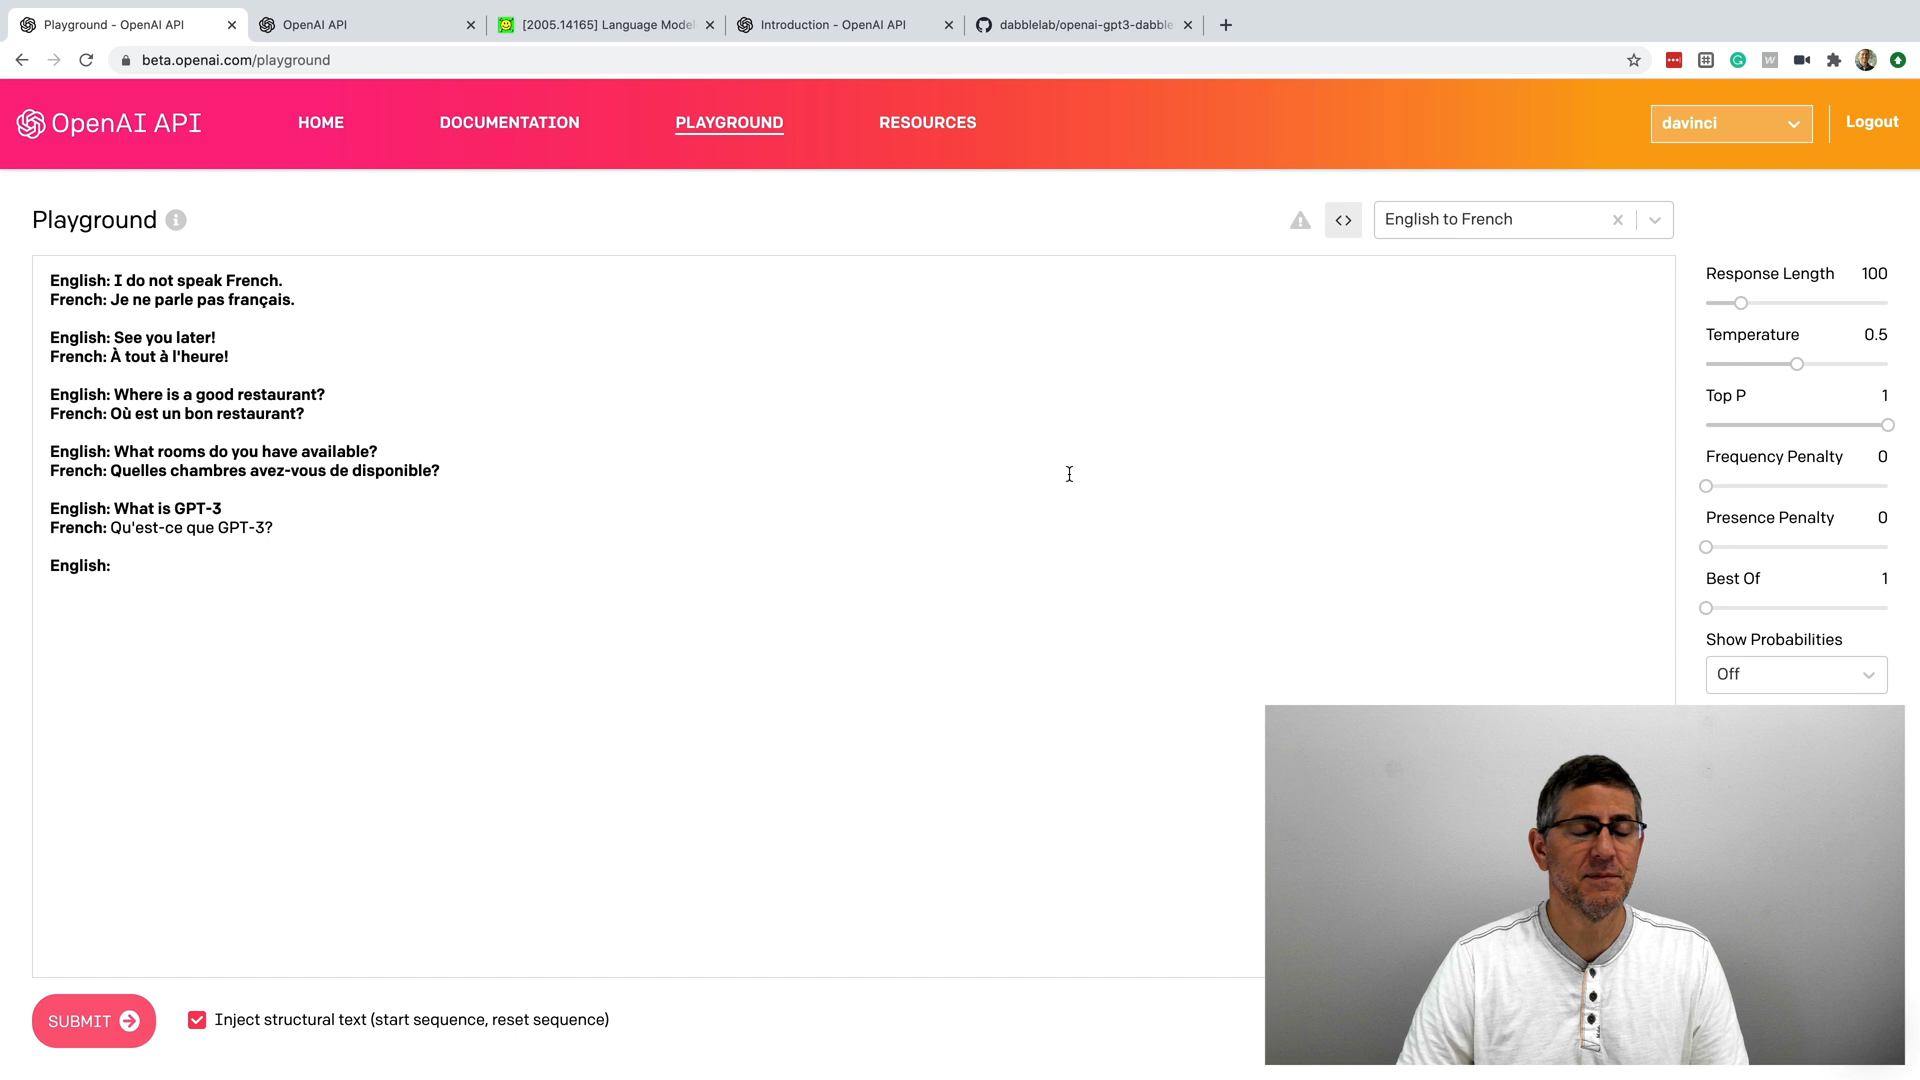 Playground - OpenAI API
OpenAI API
[2005.14165] Language Model
Introduction - OpenAI API
dabblelab/openai-gpt3-dabble
beta.openai.com/playground
OpenAI API
HOME
DOCUMENTATION
PLAYGROUND
RESOURCES
davinci
Logout
Playground
<>
English to French
English: I do not speak French.
French: Je ne parle pas français.
English: See you later!
French: À tout à l'heure!
English: Where is a good restaurant?
French: Où est un bon restaurant?
English: What rooms do you have available?
French: Quelles chambres avez-vous de disponible?
English: What is GPT-3
French: Qu'est-ce que GPT-3?
English:
Response Length 100
Temperature 0.5
Top P 1
Frequency Penalty 0
Presence Penalty 0
Best Of 1
Show Probabilities
Off
SUBMIT
Inject structural text (start sequence, reset sequence)